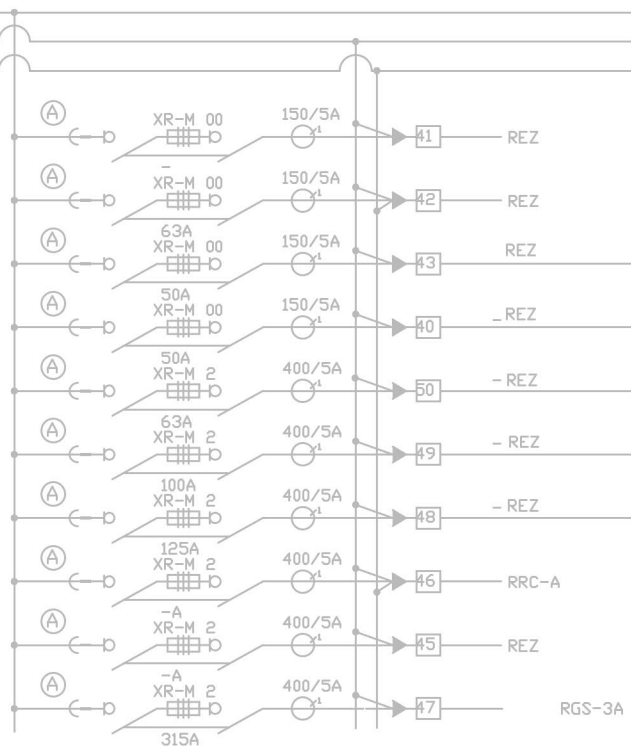 A XR-M 00 150/5A 41 REZ
-
A XR-M 00 150/5A 42 REZ
63A
A XR-M 00 150/5A 43 REZ
50A
A XR-M 00 150/5A 40 - REZ
50A
A XR-M 2 400/5A 50 - REZ
63A
A XR-M 2 400/5A 49 - REZ
100A
A XR-M 2 400/5A 48 - REZ
125A
A XR-M 2 400/5A 46 RRC-A
-A
A XR-M 2 400/5A 45 REZ
-A
A XR-M 2 400/5A 47 RGS-3A
315A